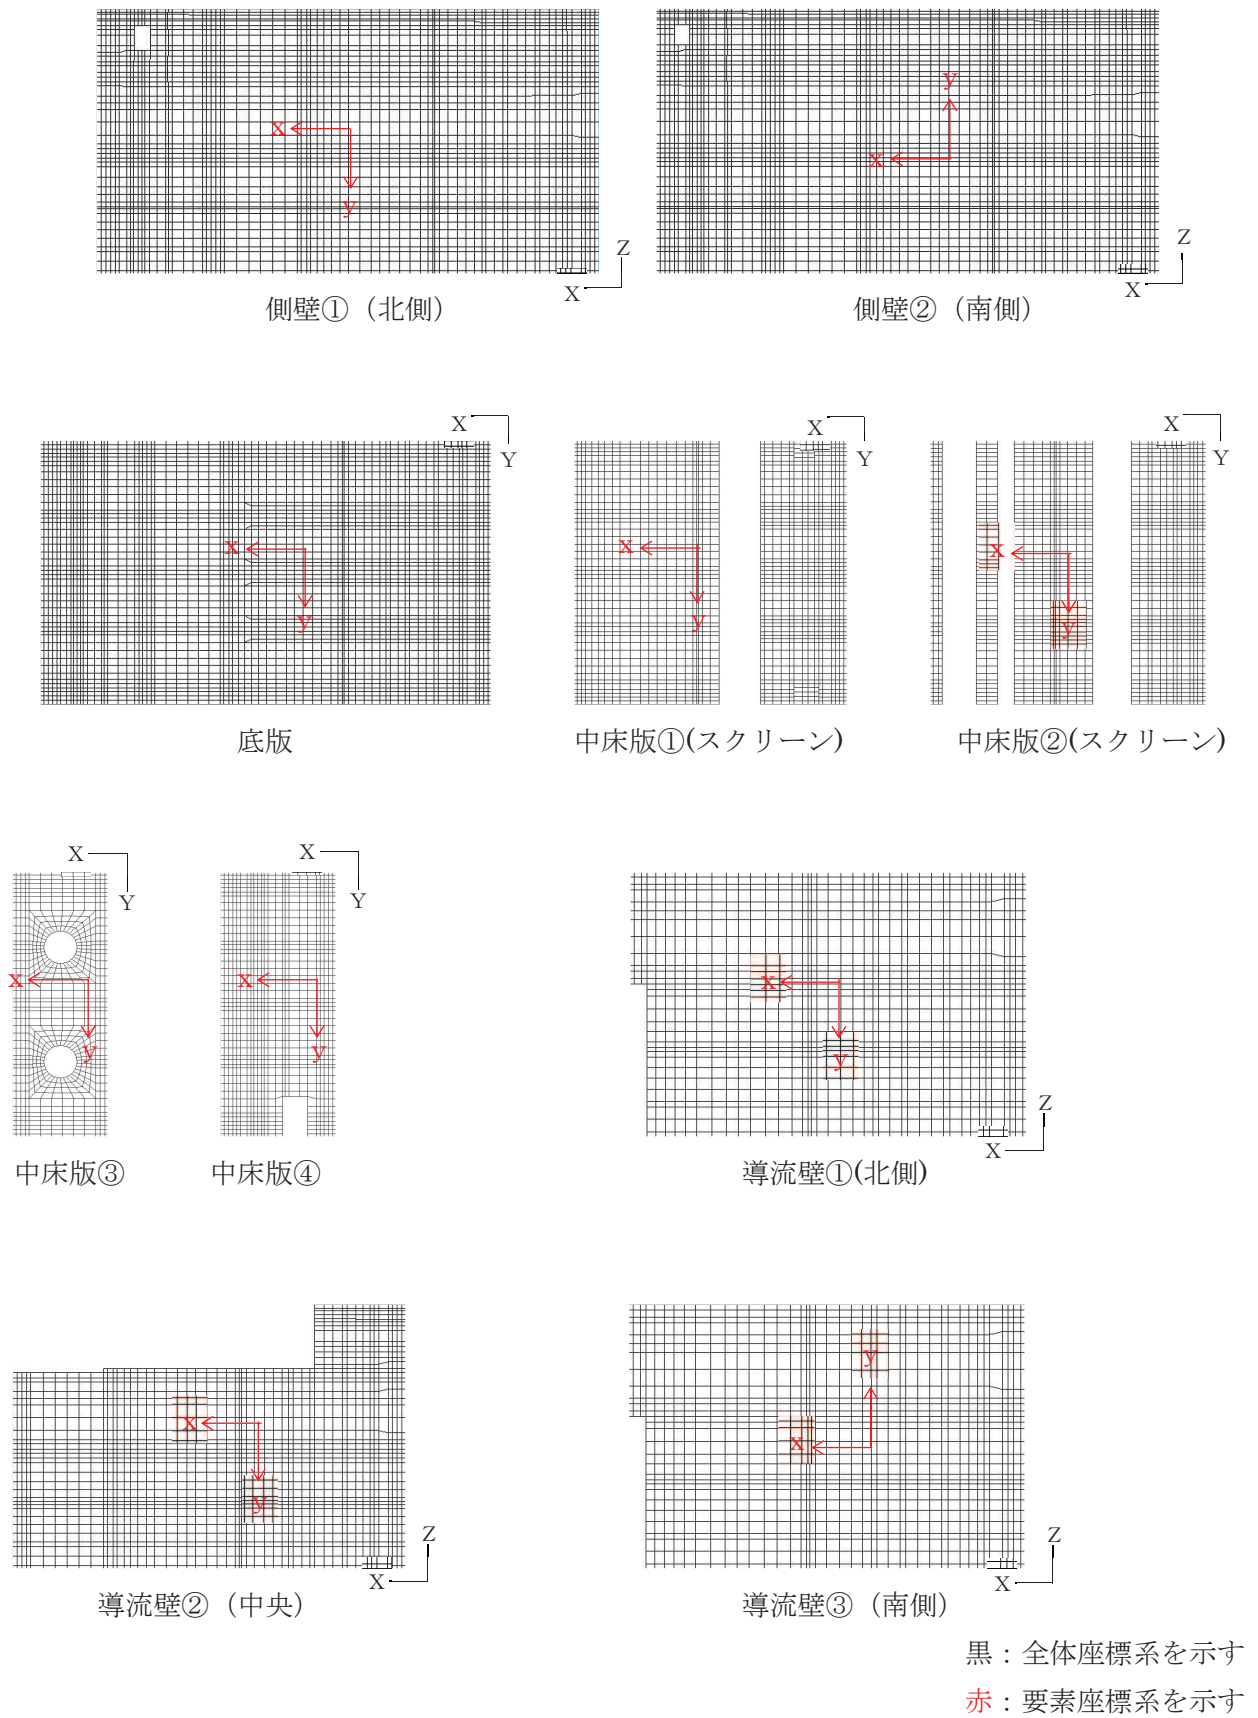 x
y
Z
X
側壁①（北側）
y
x
Z
X
側壁②（南側）
X
Y
x
y
底版
X
Y
x
y
中床版①(スクリーン)
X
Y
x
y
中床版②(スクリーン)
X
Y
x
y
中床版③
X
Y
x
y
中床版④
x
y
Z
X
導流壁①(北側)
x
y
Z
X
導流壁②（中央）
y
x
Z
X
導流壁③（南側）
黒：全体座標系を示す
赤：要素座標系を示す